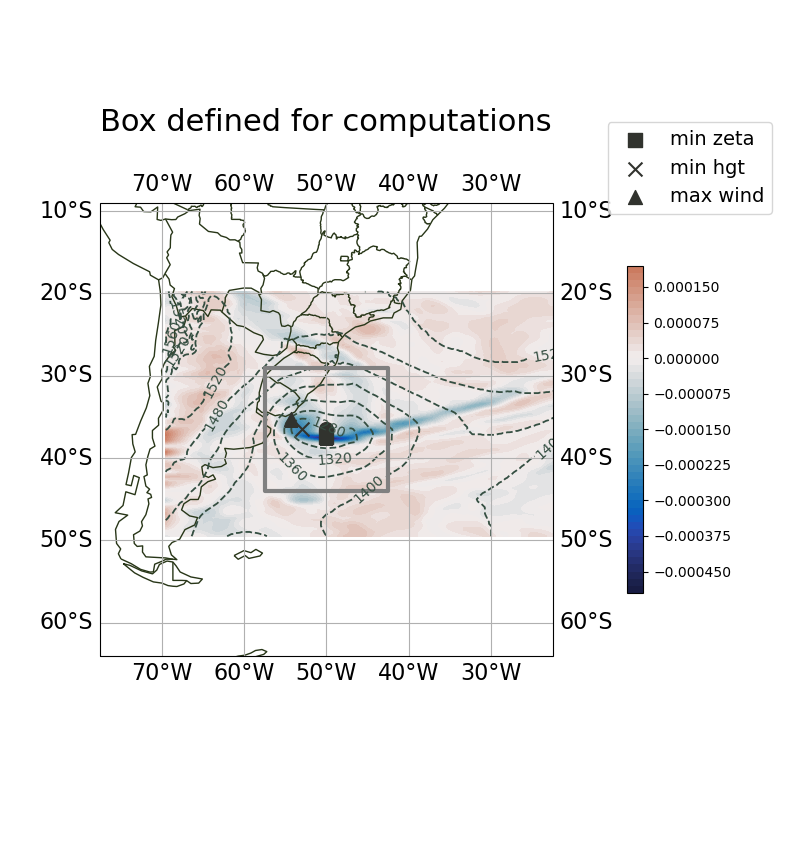 Box defined for computations
min zeta
min hgt
max wind
70°W 60°W 50°W 40°W 30°W
10°S 10°S
20°S 20°S
30°S 30°S
40°S 40°S
50°S 50°S
60°S 60°S
70°W 60°W 50°W 40°W 30°W
1520
1480
1360
1320
1400
0.000150
0.000075
0.000000
−0.000075
−0.000150
−0.000225
−0.000300
−0.000375
−0.000450